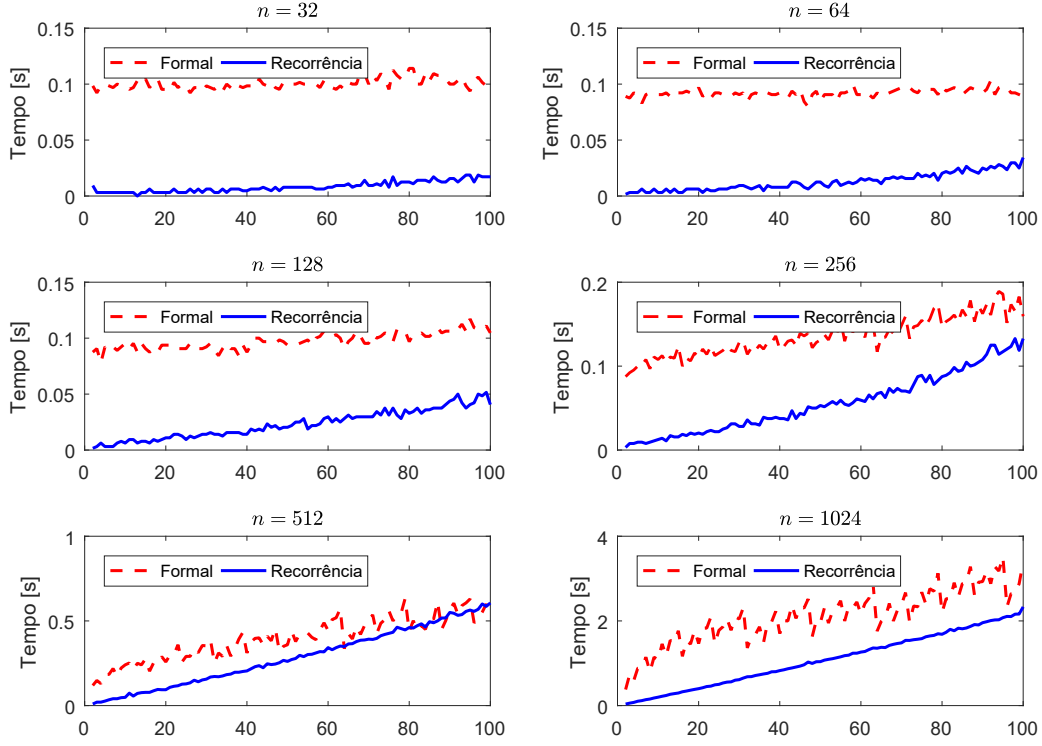 n = 32
0.15
0.1
0.05
0
Tempo [s]
Formal Recorrência
0 20 40 60 80 100
n = 64
0.15
0.1
0.05
0
Tempo [s]
Formal Recorrência
0 20 40 60 80 100
n = 128
0.15
0.1
0.05
0
Tempo [s]
Formal Recorrência
0 20 40 60 80 100
n = 256
0.2
0.1
0
Tempo [s]
Formal Recorrência
0 20 40 60 80 100
n = 512
1
0.5
0
Tempo [s]
Formal Recorrência
0 20 40 60 80 100
n = 1024
4
2
0
Tempo [s]
Formal Recorrência
0 20 40 60 80 100